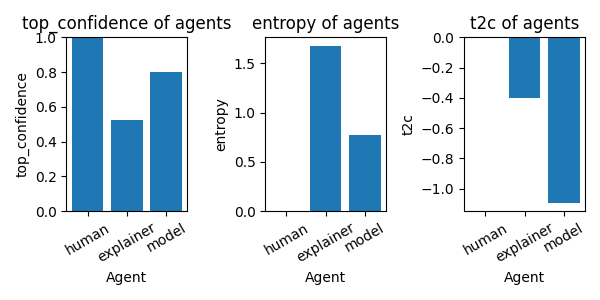 top_confidence of agents
1.0
0.8
0.6
0.4
0.2
0.0
top_confidence
human
explainer
model
Agent
entropy of agents
1.5
1.0
0.5
0.0
entropy
human
explainer
model
Agent
t2c of agents
0.0
−0.2
−0.4
−0.6
−0.8
−1.0
t2c
human
explainer
model
Agent